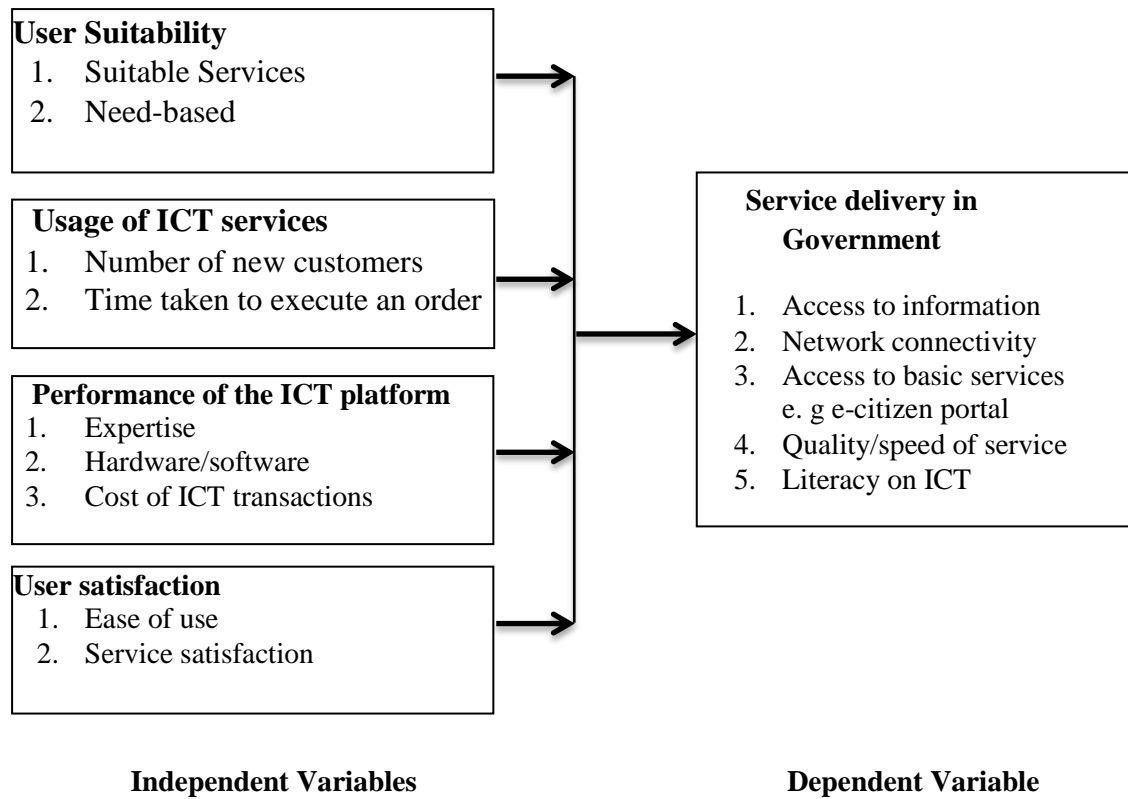 User Suitability
1. Suitable Services
2. Need-based
Usage of ICT services
1. Number of new customers
2. Time taken to execute an order
Performance of the ICT platform
1. Expertise
2. Hardware/software
3. Cost of ICT transactions
User satisfaction
1. Ease of use
2. Service satisfaction
Service delivery in
Government
1. Access to information
2. Network connectivity
3. Access to basic services
e. g e-citizen portal
4. Quality/speed of service
5. Literacy on ICT
Independent Variables
Dependent Variable